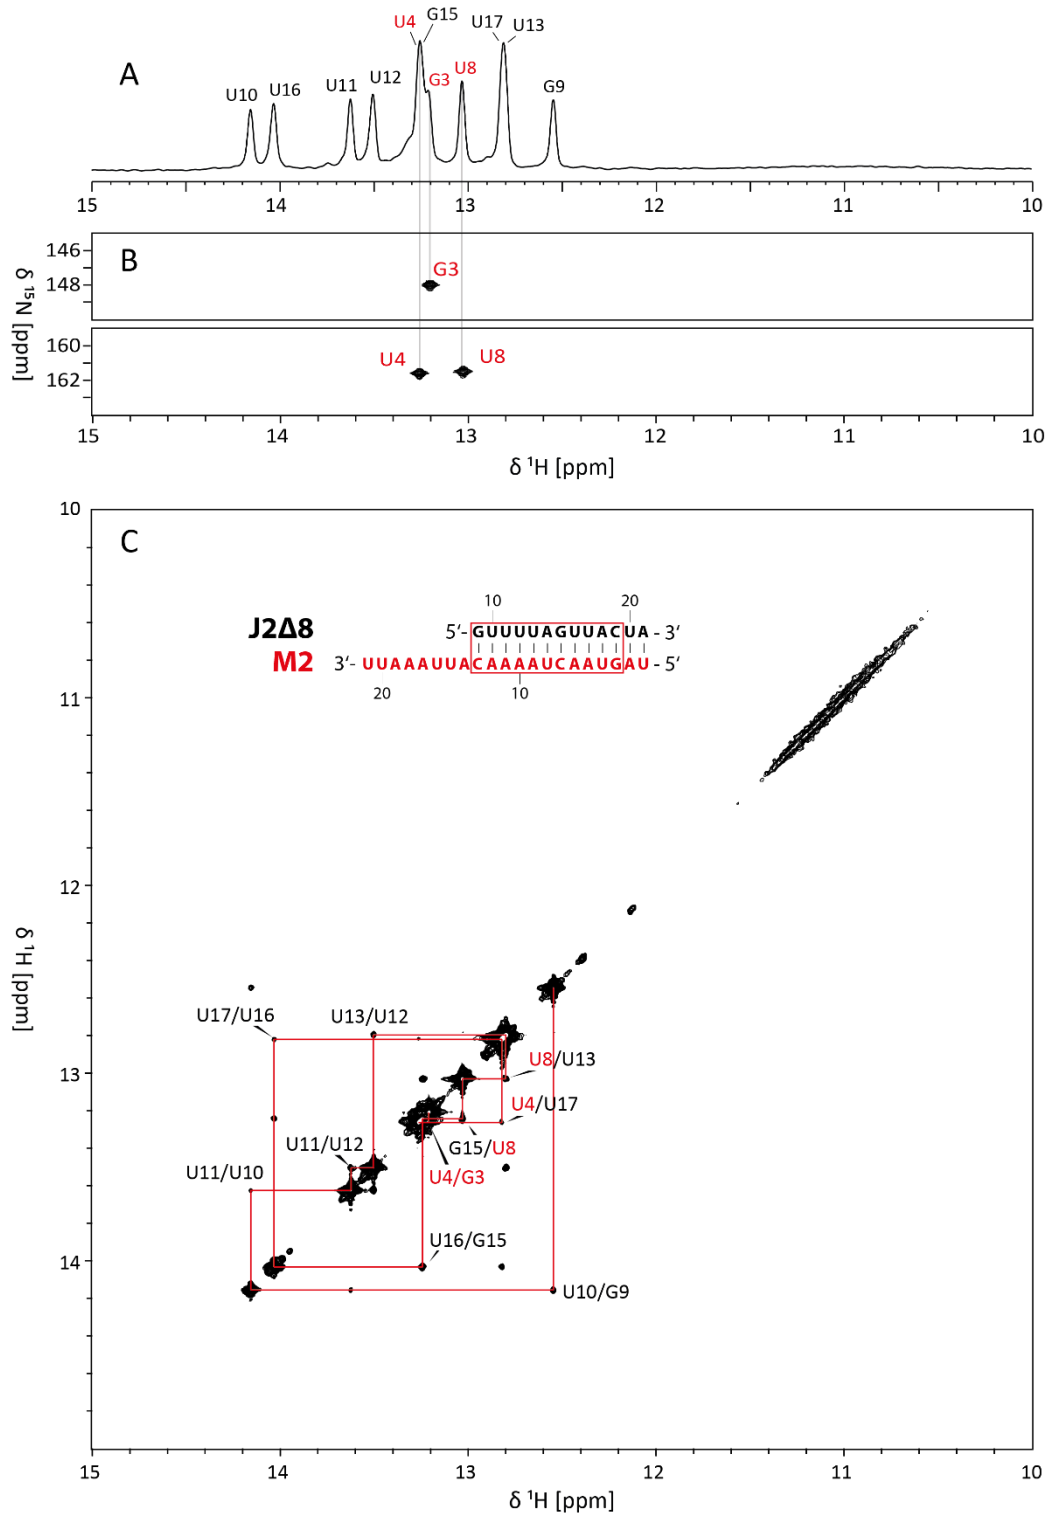 U4 G15 U17 U13
A
U10 U16 U11 U12 G3 U8 G9
15 14 13 12 11 10
δ ¹⁵N [ppm]
146
148
B
G3
160
162
U4 U8
15 14 13 12 11 10
δ ¹H [ppm]
10
11
12
13
14
δ ¹H [ppm]
C
10 20
J2Δ8 5‘- GUUUUAGUUACUA - 3‘
M2 3‘- UUAAAUUACAAAAUCAAUGAU - 5‘
20 10
U17/U16 U13/U12
U8/U13
U4/U17
U11/U12 G15/U8
U11/U10 U4/G3
U16/G15
U10/G9
15 14 13 12 11 10
δ ¹H [ppm]